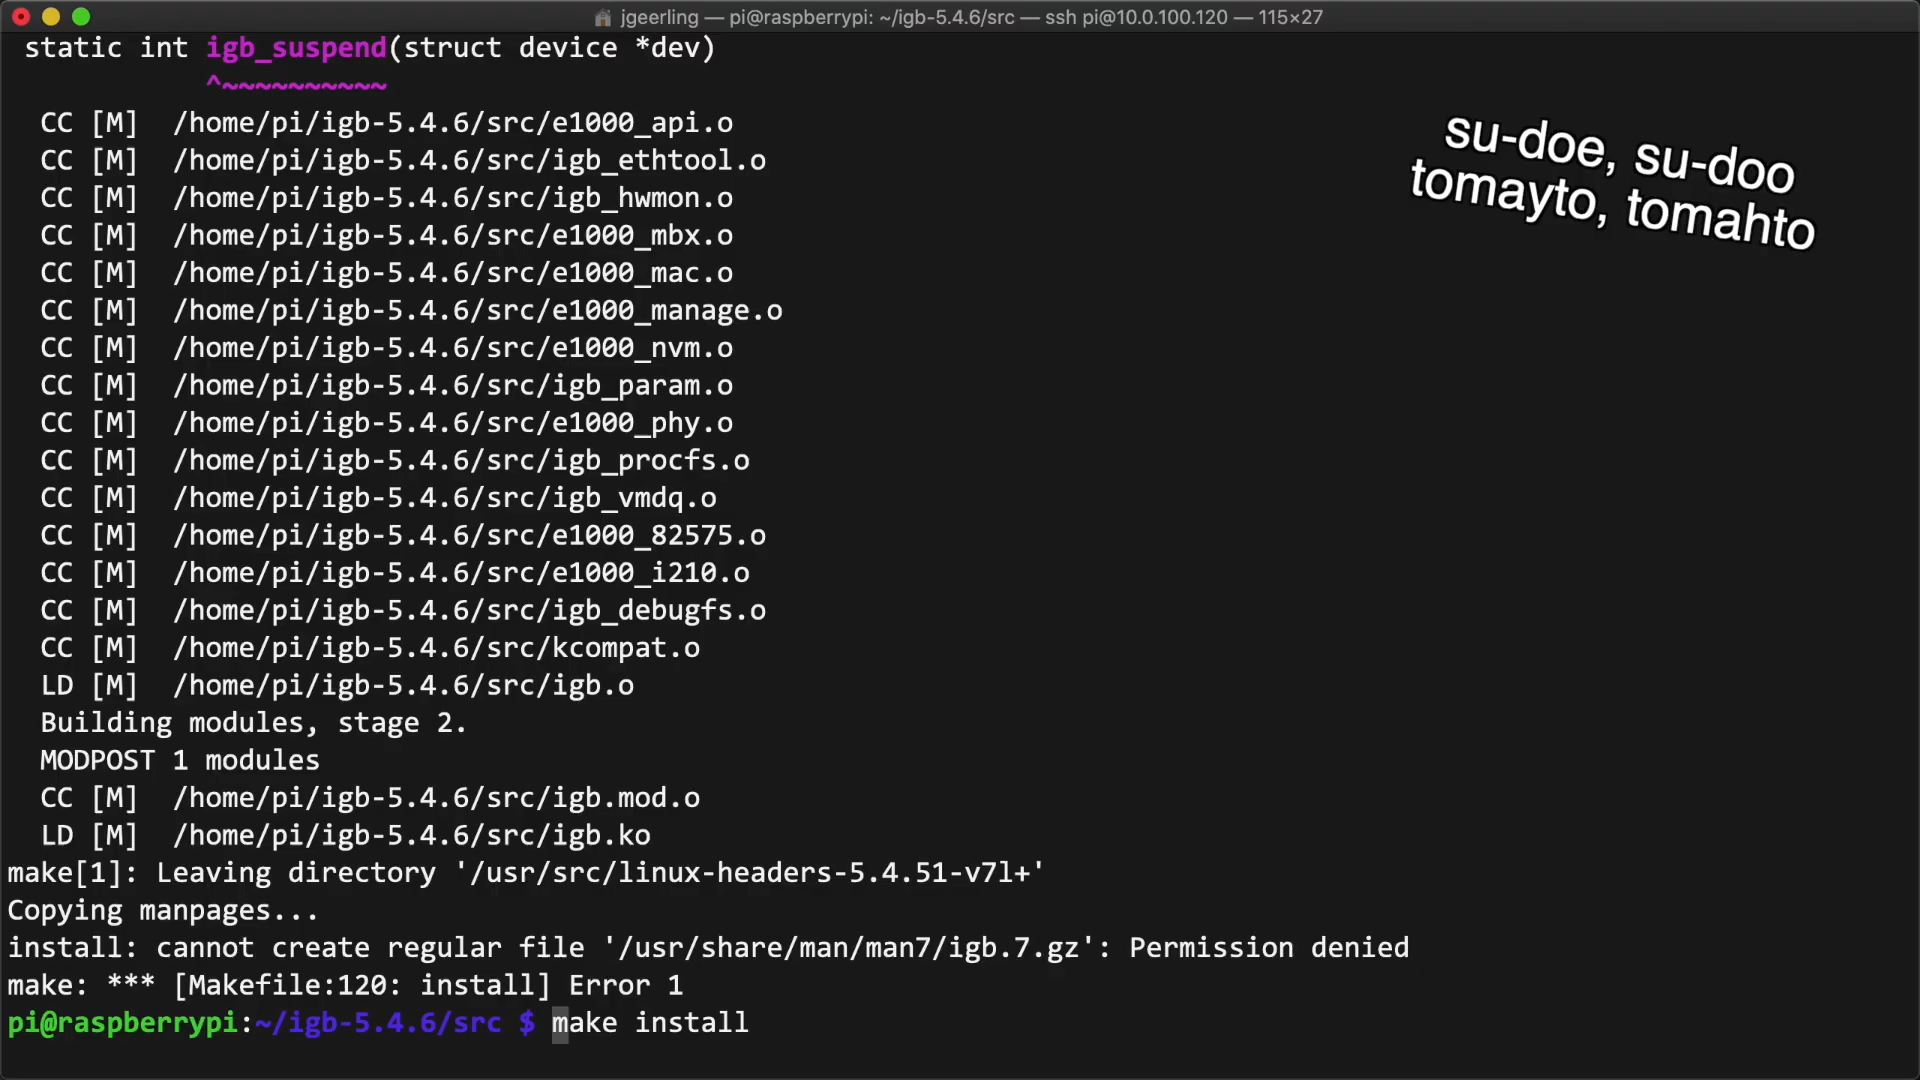 jgeerling — pi@raspberrypi: ~/igb-5.4.6/src — ssh pi@10.0.100.120 — 115×27
static int igb_suspend(struct device *dev)
^~~~~~~~~~~
CC [M]  /home/pi/igb-5.4.6/src/e1000_api.o
su-doe, su-doo
tomayto, tomahto
CC [M]  /home/pi/igb-5.4.6/src/igb_ethtool.o
CC [M]  /home/pi/igb-5.4.6/src/igb_hwmon.o
CC [M]  /home/pi/igb-5.4.6/src/e1000_mbx.o
CC [M]  /home/pi/igb-5.4.6/src/e1000_mac.o
CC [M]  /home/pi/igb-5.4.6/src/e1000_manage.o
CC [M]  /home/pi/igb-5.4.6/src/e1000_nvm.o
CC [M]  /home/pi/igb-5.4.6/src/igb_param.o
CC [M]  /home/pi/igb-5.4.6/src/e1000_phy.o
CC [M]  /home/pi/igb-5.4.6/src/igb_procfs.o
CC [M]  /home/pi/igb-5.4.6/src/igb_vmdq.o
CC [M]  /home/pi/igb-5.4.6/src/e1000_82575.o
CC [M]  /home/pi/igb-5.4.6/src/e1000_i210.o
CC [M]  /home/pi/igb-5.4.6/src/igb_debugfs.o
CC [M]  /home/pi/igb-5.4.6/src/kcompat.o
LD [M]  /home/pi/igb-5.4.6/src/igb.o
Building modules, stage 2.
MODPOST 1 modules
CC [M]  /home/pi/igb-5.4.6/src/igb.mod.o
LD [M]  /home/pi/igb-5.4.6/src/igb.ko
make[1]: Leaving directory '/usr/src/linux-headers-5.4.51-v7l+'
Copying manpages...
install: cannot create regular file '/usr/share/man/man7/igb.7.gz': Permission denied
make: *** [Makefile:120: install] Error 1
pi@raspberrypi:~/igb-5.4.6/src $ make install